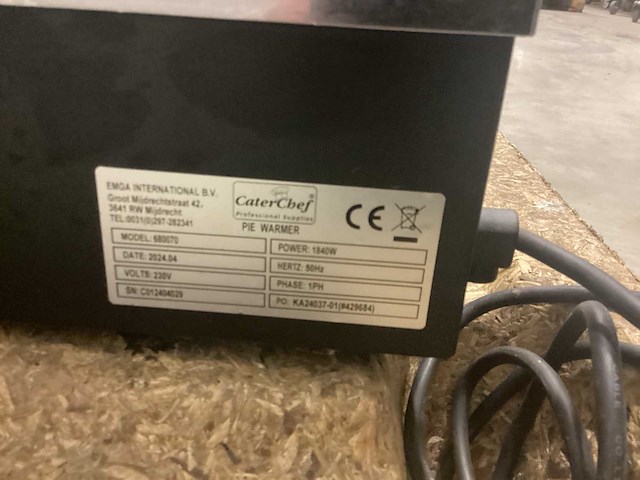 EMGA INTERNATIONAL B.V.
Groot Mijdrechtstraat 42,
3641 RW Mijdrecht
TEL:0031(0)297-282341
CaterChef
Professional Supplies
CE
PIE WARMER
MODEL: 680070
POWER: 1840W
DATE: 2024.04
HERTZ: 50Hz
VOLTS: 230V
PHASE: 1PH
SN: C012404029
PO: KA24037-01(#429684)